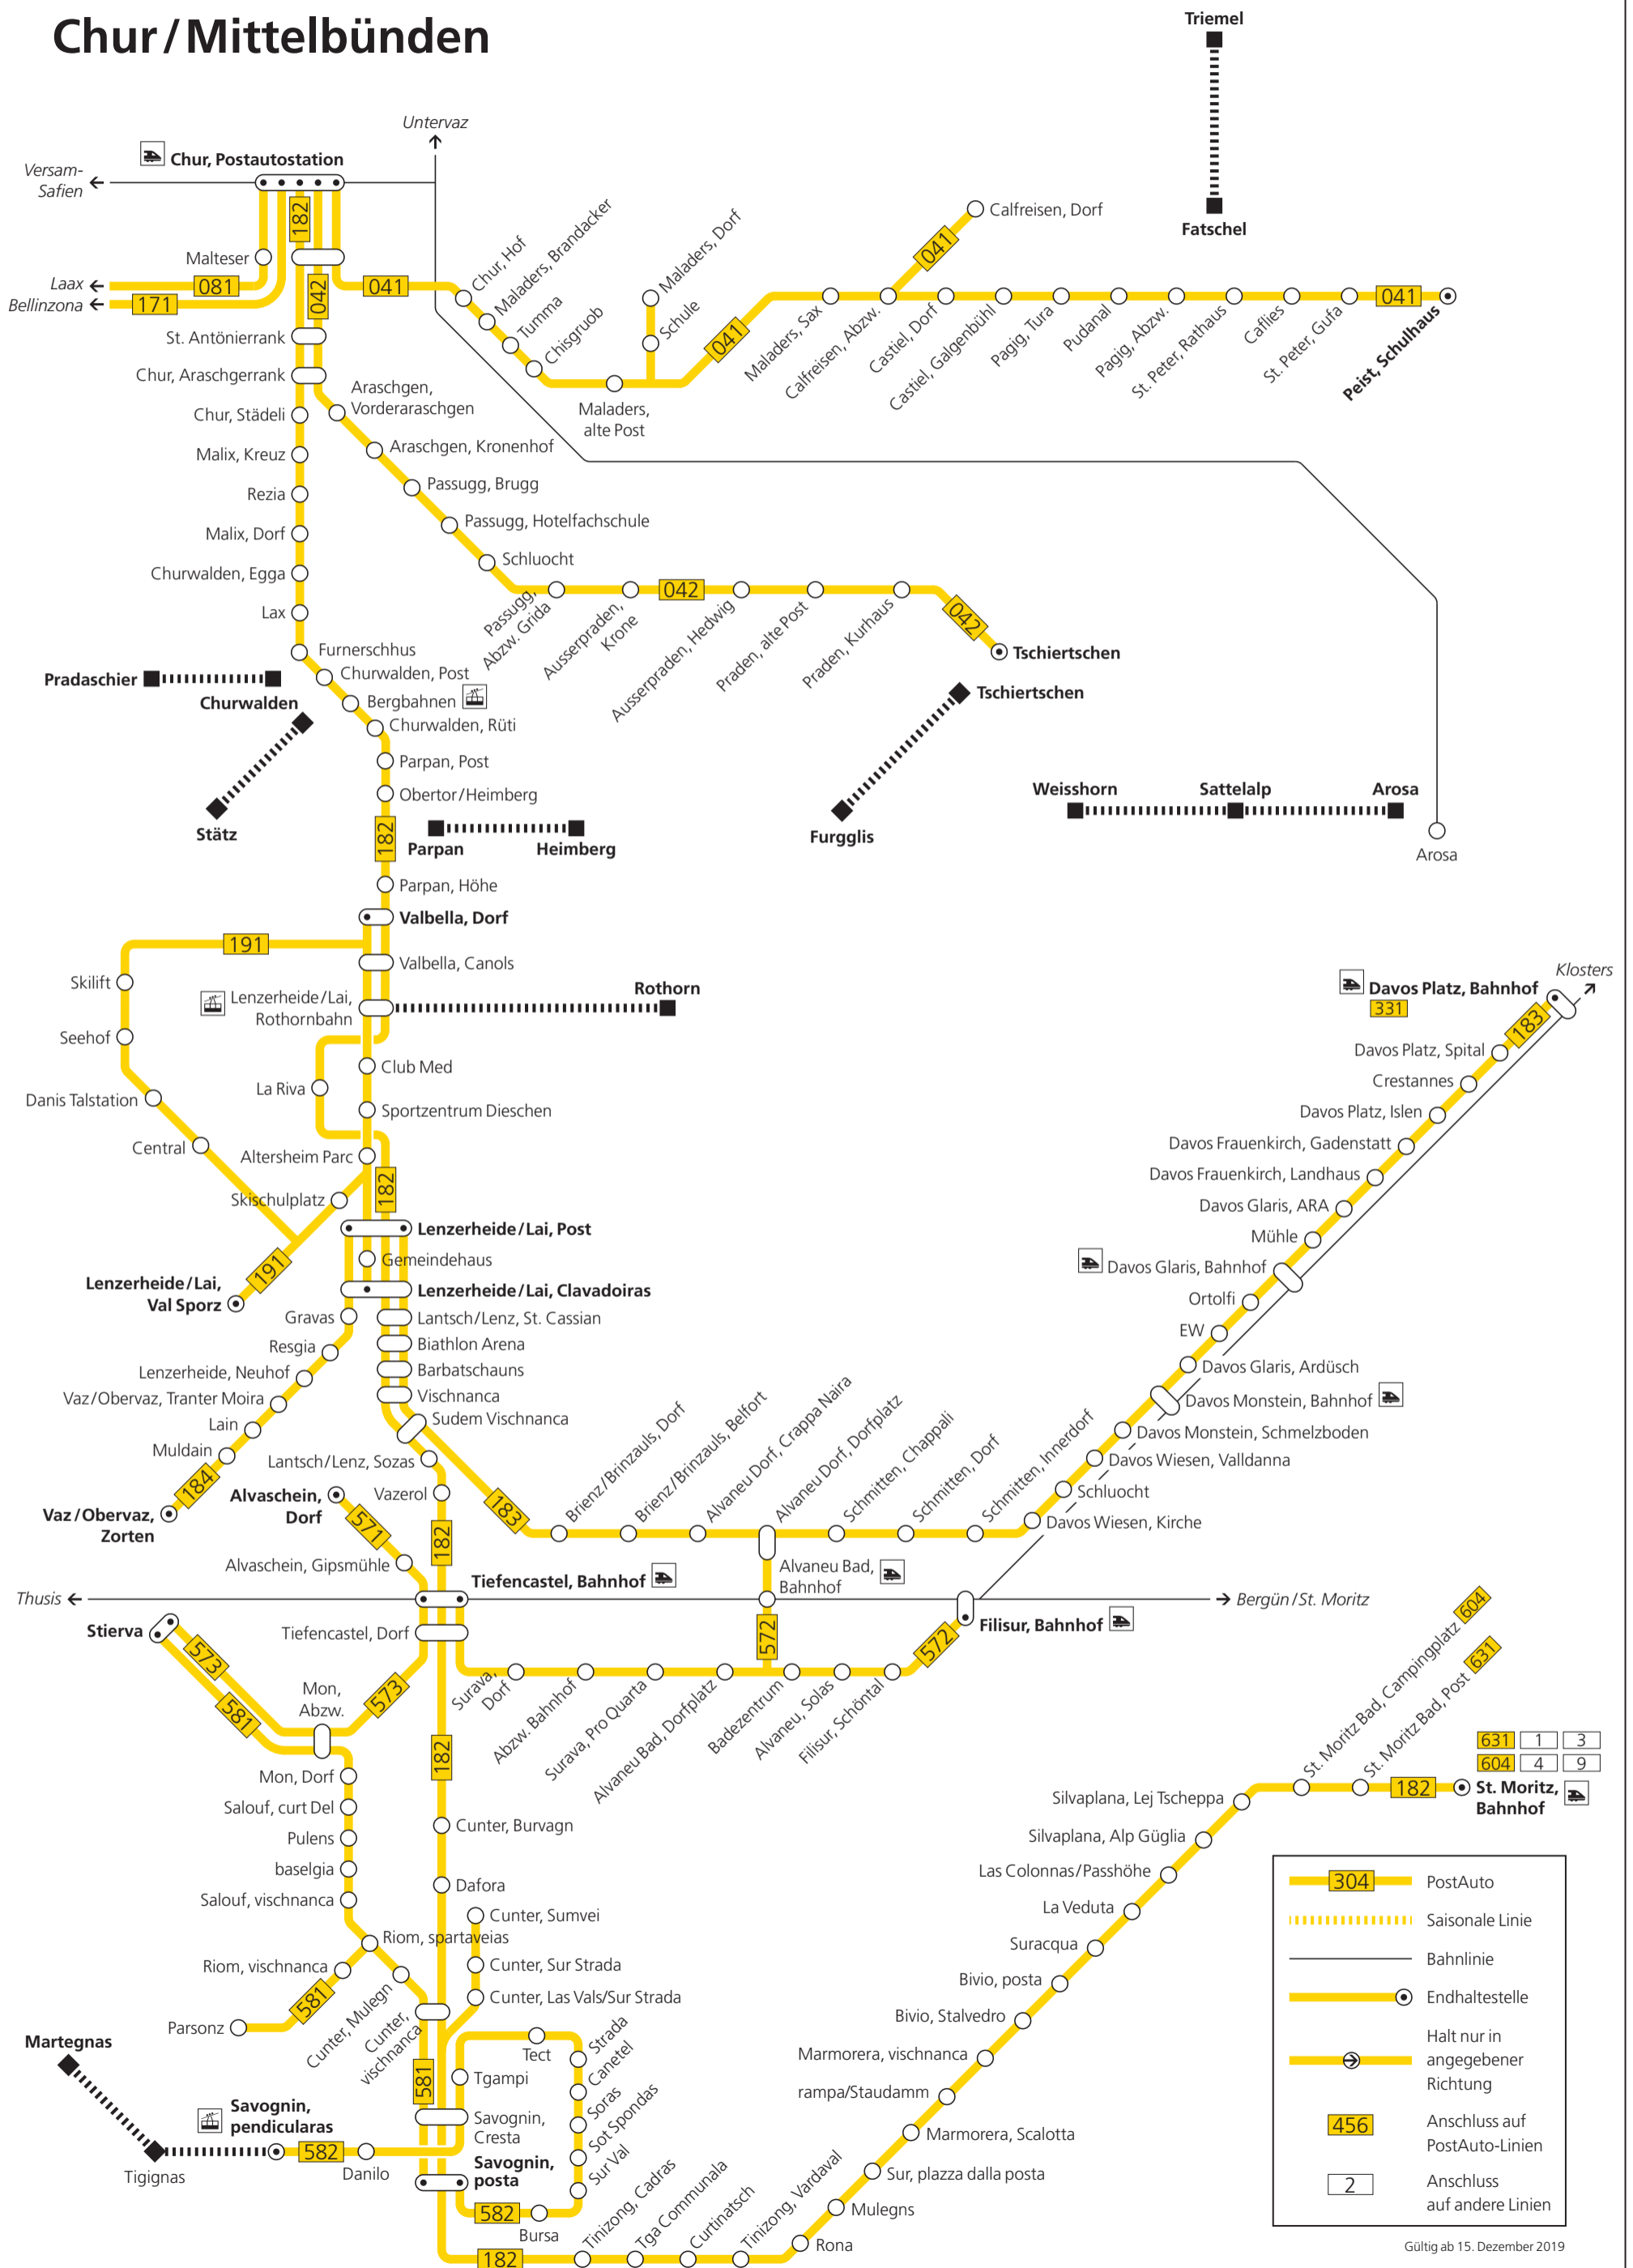 Chur / Mittelbünden
Triemel
Fatschel
Untervaz
Versam-
Safien
Chur, Postautostation
182
Malteser
Laax
081
Bellinzona
171
042
041
Chur, Hof
Maladers, Brandacker
Tumma
Chisgruob
Maladers,
alte Post
Schule
Maladers, Dorf
041
Maladers, Sax
Calfreisen, Abzw.
041
Calfreisen, Dorf
Castiel, Dorf
Castiel, Galgenbühl
Pagig, Tura
Pudanal
Pagig, Abzw.
St. Peter, Rathaus
Caflies
St. Peter, Gufa
041
Peist, Schulhaus
St. Antönierrank
Chur, Araschgerrank
Chur, Städeli
Malix, Kreuz
Rezia
Malix, Dorf
Churwalden, Egga
Lax
Furnerschhus
Churwalden, Post
Bergbahnen
Churwalden, Rüti
Parpan, Post
Obertor/Heimberg
182
Parpan, Höhe
Araschgen,
Vorderaraschgen
Araschgen, Kronenhof
Passugg, Brugg
Passugg, Hotelfachschule
Schluocht
Passugg,
Abzw. Grida
Ausserpraden,
Krone
042
Ausserpraden, Hedwig
Praden, alte Post
Praden, Kurhaus
042
Tschiertschen
Tschiertschen
Furgglis
Pradaschier
Churwalden
Stätz
Parpan
Heimberg
Weisshorn
Sattelalp
Arosa
Arosa
Valbella, Dorf
191
Valbella, Canols
Skilift
Lenzerheide/Lai,
Rothornbahn
Rothorn
Seehof
Club Med
La Riva
Danis Talstation
Sportzentrum Dieschen
Central
Altersheim Parc
182
Skischulplatz
Lenzerheide/Lai, Post
Gemeindehaus
191
Lenzerheide/Lai,
Val Sporz
Lenzerheide/Lai, Clavadoiras
Gravas
Lantsch/Lenz, St. Cassian
Resgia
Biathlon Arena
Lenzerheide, Neuhof
Barbatschauns
Vaz/Obervaz, Tranter Moira
Vischnanca
Lain
Sudem Vischnanca
Muldain
184
Vaz/Obervaz,
Zorten
Lantsch/Lenz, Sozas
Vazerol
182
Alvaschein,
Dorf
571
Alvaschein, Gipsmühle
183
Brienz/Brinzauls, Dorf
Brienz/Brinzauls, Belfort
Alvaneu Dorf, Crappa Naira
Alvaneu Dorf, Dorfplatz
Schmitten, Chappali
Schmitten, Dorf
Schmitten, Innerdorf
Davos Wiesen, Kirche
Schluocht
Davos Wiesen, Valldanna
Davos Monstein, Schmelzboden
Davos Monstein, Bahnhof
Davos Glaris, Ardüsch
EW
Ortolfi
Davos Glaris, Bahnhof
Mühle
Davos Glaris, ARA
Davos Frauenkirch, Landhaus
Davos Frauenkirch, Gadenstatt
Davos Platz, Islen
Crestannes
Davos Platz, Spital
183
Davos Platz, Bahnhof
331
Klosters
Thusis
Tiefencastel, Bahnhof
Alvaneu Bad,
Bahnhof
Bergün/St. Moritz
Filisur, Bahnhof
572
572
Stierva
573
581
573
Mon,
Abzw.
Tiefencastel, Dorf
Surava,
Dorf
Abzw. Bahnhof
Surava, Pro Quarta
Alvaneu Bad, Dorfplatz
Badezentrum
Alvaneu, Solas
Filisur, Schöntal
182
Mon, Dorf
Salouf, curt Del
Pulens
baselgia
Salouf, vischnanca
Riom, spartaveias
Riom, vischnanca
581
Parsonz
Cunter, Mulegn
Cunter,
vischnanca
Cunter, Burvagn
Dafora
Cunter, Sumvei
Cunter, Sur Strada
Cunter, Las Vals/Sur Strada
581
Tect
Strada
Canetel
Soras
Sot Spondas
Sur Val
Tgampi
Savognin,
Cresta
Savognin,
posta
582
Bursa
Martegnas
Tigignas
Savognin,
pendicularas
582
Danilo
182
Tinizong, Cadras
Tga Communala
Curtinatsch
Tinizong, Vardaval
Rona
Mulegns
Sur, plazza dalla posta
Marmorera, Scalotta
rampa/Staudamm
Marmorera, vischnanca
Bivio, Stalvedro
Bivio, posta
Suracqua
La Veduta
Las Colonnas/Passhöhe
Silvaplana, Alp Güglia
Silvaplana, Lej Tscheppa
St. Moritz Bad, Campingplatz 604
St. Moritz Bad, Post 631
182
631 1 3
604 4 9
St. Moritz,
Bahnhof
304 PostAuto
Saisonale Linie
Bahnlinie
Endhaltestelle
Halt nur in
angegebener
Richtung
456 Anschluss auf
PostAuto-Linien
2 Anschluss
auf andere Linien
Gültig ab 15. Dezember 2019